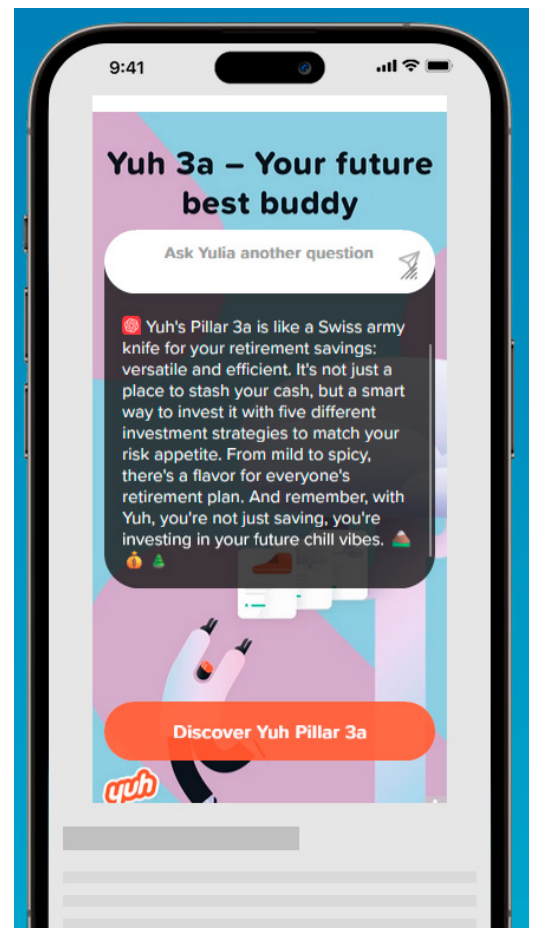 9:41
Yuh 3a – Your future
best buddy
Ask Yulia another question
Yuh's Pillar 3a is like a Swiss army
knife for your retirement savings:
versatile and efficient. It's not just a
place to stash your cash, but a smart
way to invest it with five different
investment strategies to match your
risk appetite. From mild to spicy,
there's a flavor for everyone's
retirement plan. And remember, with
Yuh, you're not just saving, you're
investing in your future chill vibes. 🏔️
💰 🌲
Discover Yuh Pillar 3a
yuh